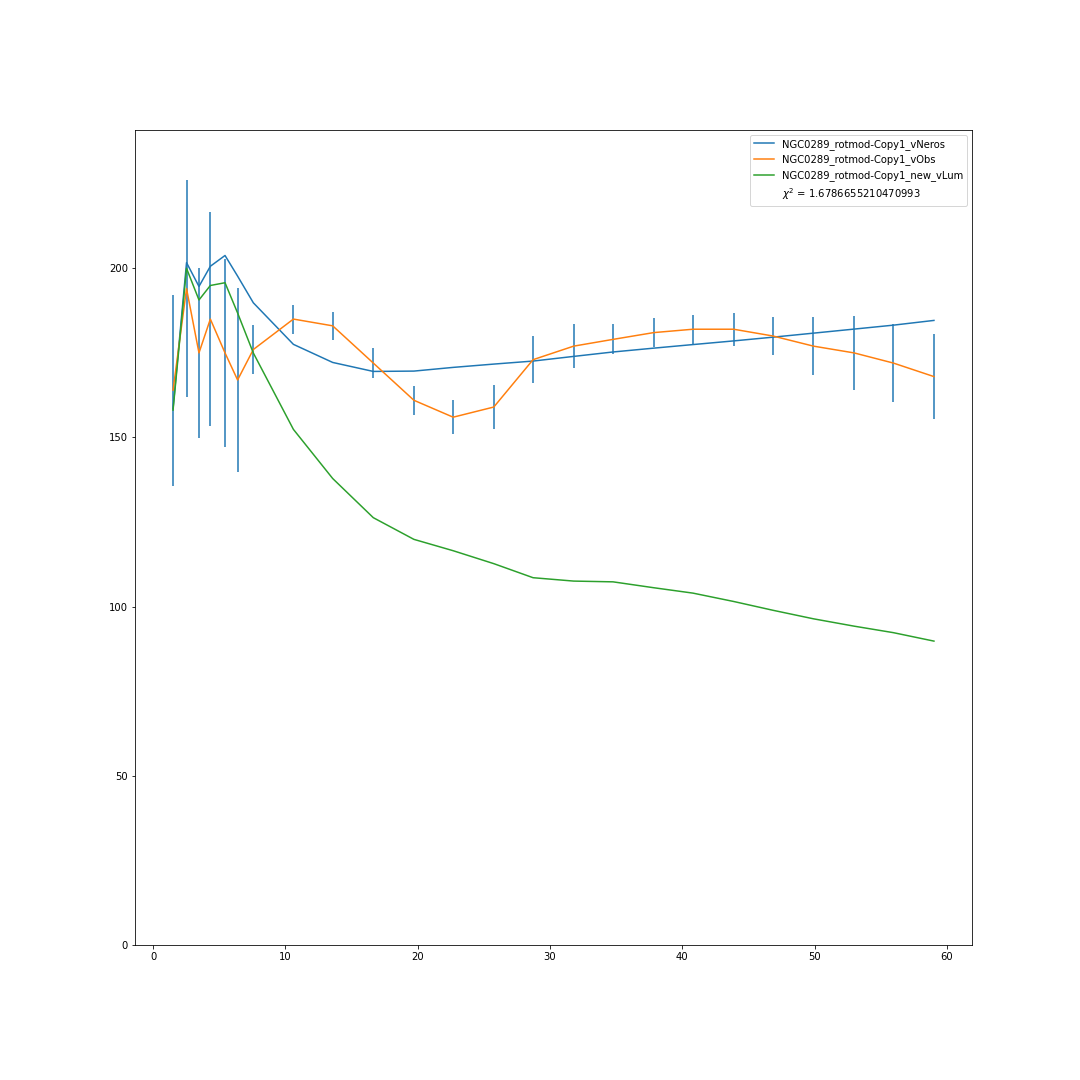 NGC0289_rotmod-Copy1_vNeros
NGC0289_rotmod-Copy1_vObs
NGC0289_rotmod-Copy1_new_vLum
χ² = 1.6786655210470993
200
150
100
50
0
0 10 20 30 40 50 60